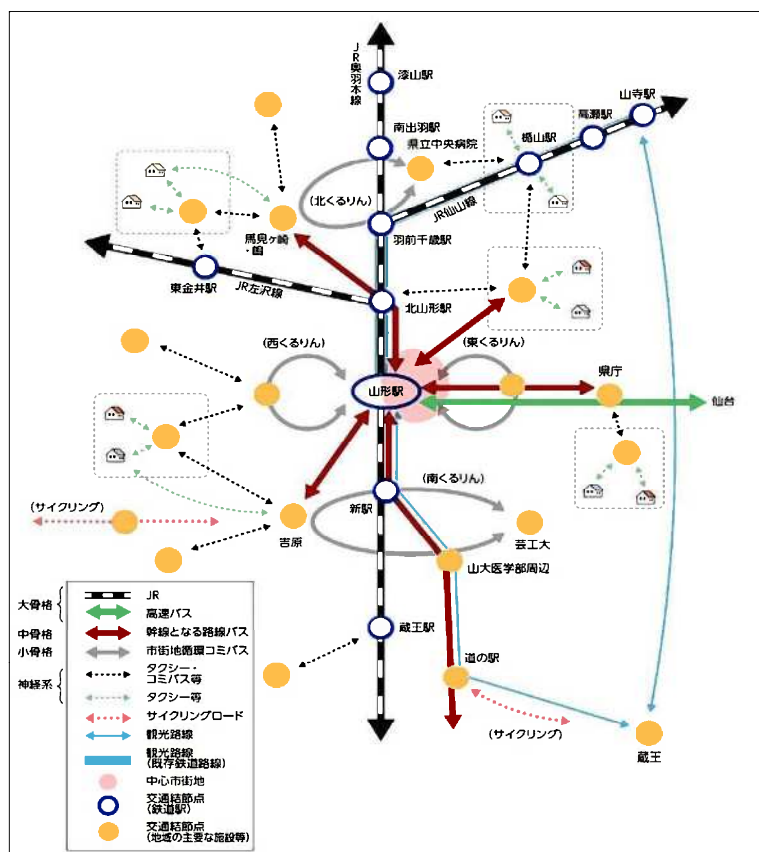 JR奥羽本線
漆山駅
山寺駅
高瀬駅
南出羽駅
県立中央病院
楯山駅
(北くるりん)
JR仙山線
羽前千歳駅
馬見ヶ崎
・嶋
東金井駅
JR左沢線
北山形駅
(西くるりん)
(東くるりん)
県庁
山形駅
仙台
(南くるりん)
(サイクリング)
新駅
吉原
芸工大
山大医学部周辺
蔵王駅
道の駅
(サイクリング)
蔵王
大骨格
JR
高速バス
中骨格
幹線となる路線バス
小骨格
市街地循環コミバス
神経系
タクシー・
コミバス等
タクシー等
サイクリングロード
観光路線
観光路線
(既存鉄道路線)
中心市街地
交通結節点
(鉄道駅)
交通結節点
(地域の主要な施設等)